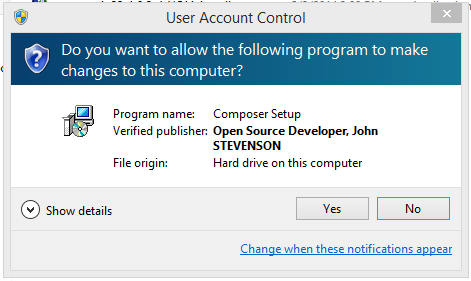 User Account Control
Do you want to allow the following program to make
changes to this computer?
Program name: Composer Setup
Verified publisher: Open Source Developer, John
STEVENSON
File origin: Hard drive on this computer
Show details
Yes
No
Change when these notifications appear